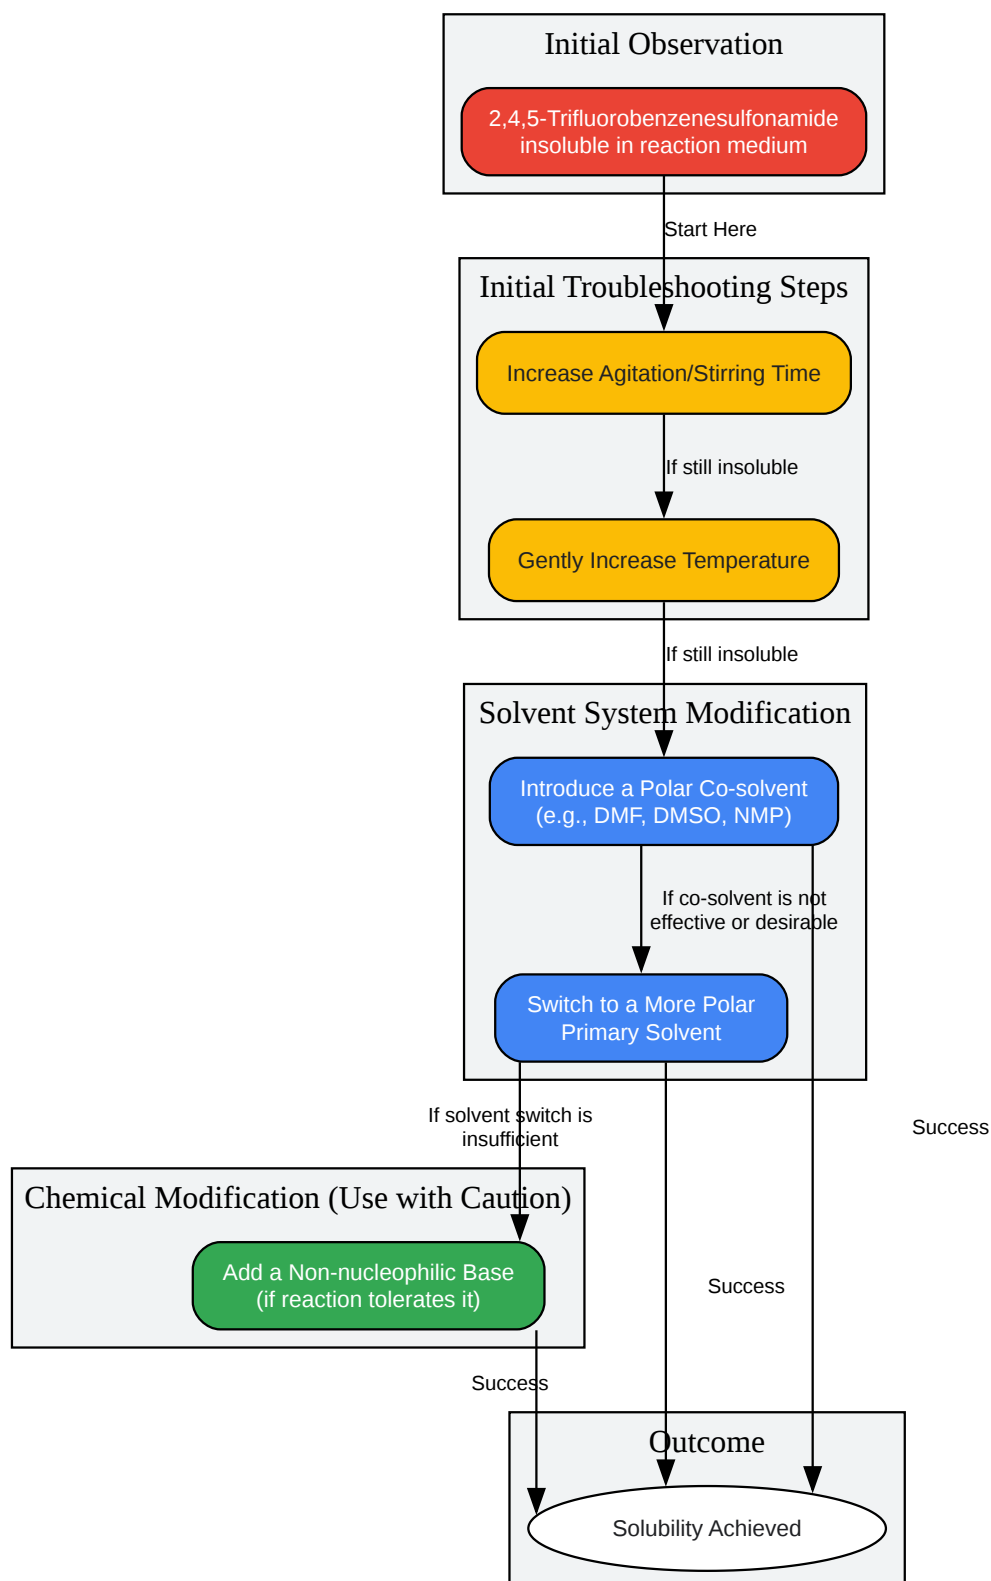 Initial Observation
2,4,5-Trifluorobenzenesulfonamide
insoluble in reaction medium
Start Here
Initial Troubleshooting Steps
Increase Agitation/Stirring Time
If still insoluble
Gently Increase Temperature
If still insoluble
Solvent System Modification
Introduce a Polar Co-solvent
(e.g., DMF, DMSO, NMP)
If co-solvent is not
effective or desirable
Switch to a More Polar
Primary Solvent
If solvent switch is
insufficient
Success
Chemical Modification (Use with Caution)
Add a Non-nucleophilic Base
(if reaction tolerates it)
Success
Success
Outcome
Solubility Achieved